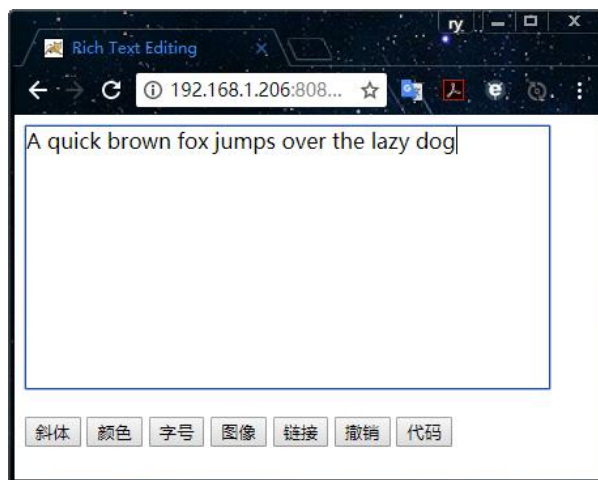 ry
Rich Text Editing
192.168.1.206:808...
A quick brown fox jumps over the lazy dog
斜体 颜色 字号 图像 链接 撤销 代码